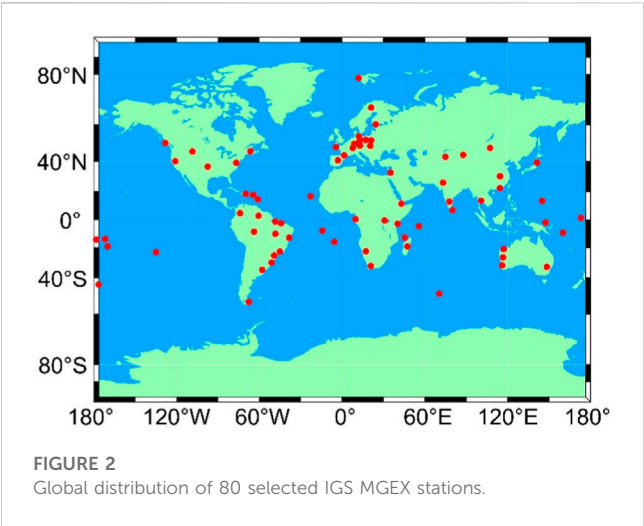 80°N
40°N
0°
40°S
80°S
180° 120°W 60°W 0° 60°E 120°E 180°
FIGURE 2
Global distribution of 80 selected IGS MGEX stations.